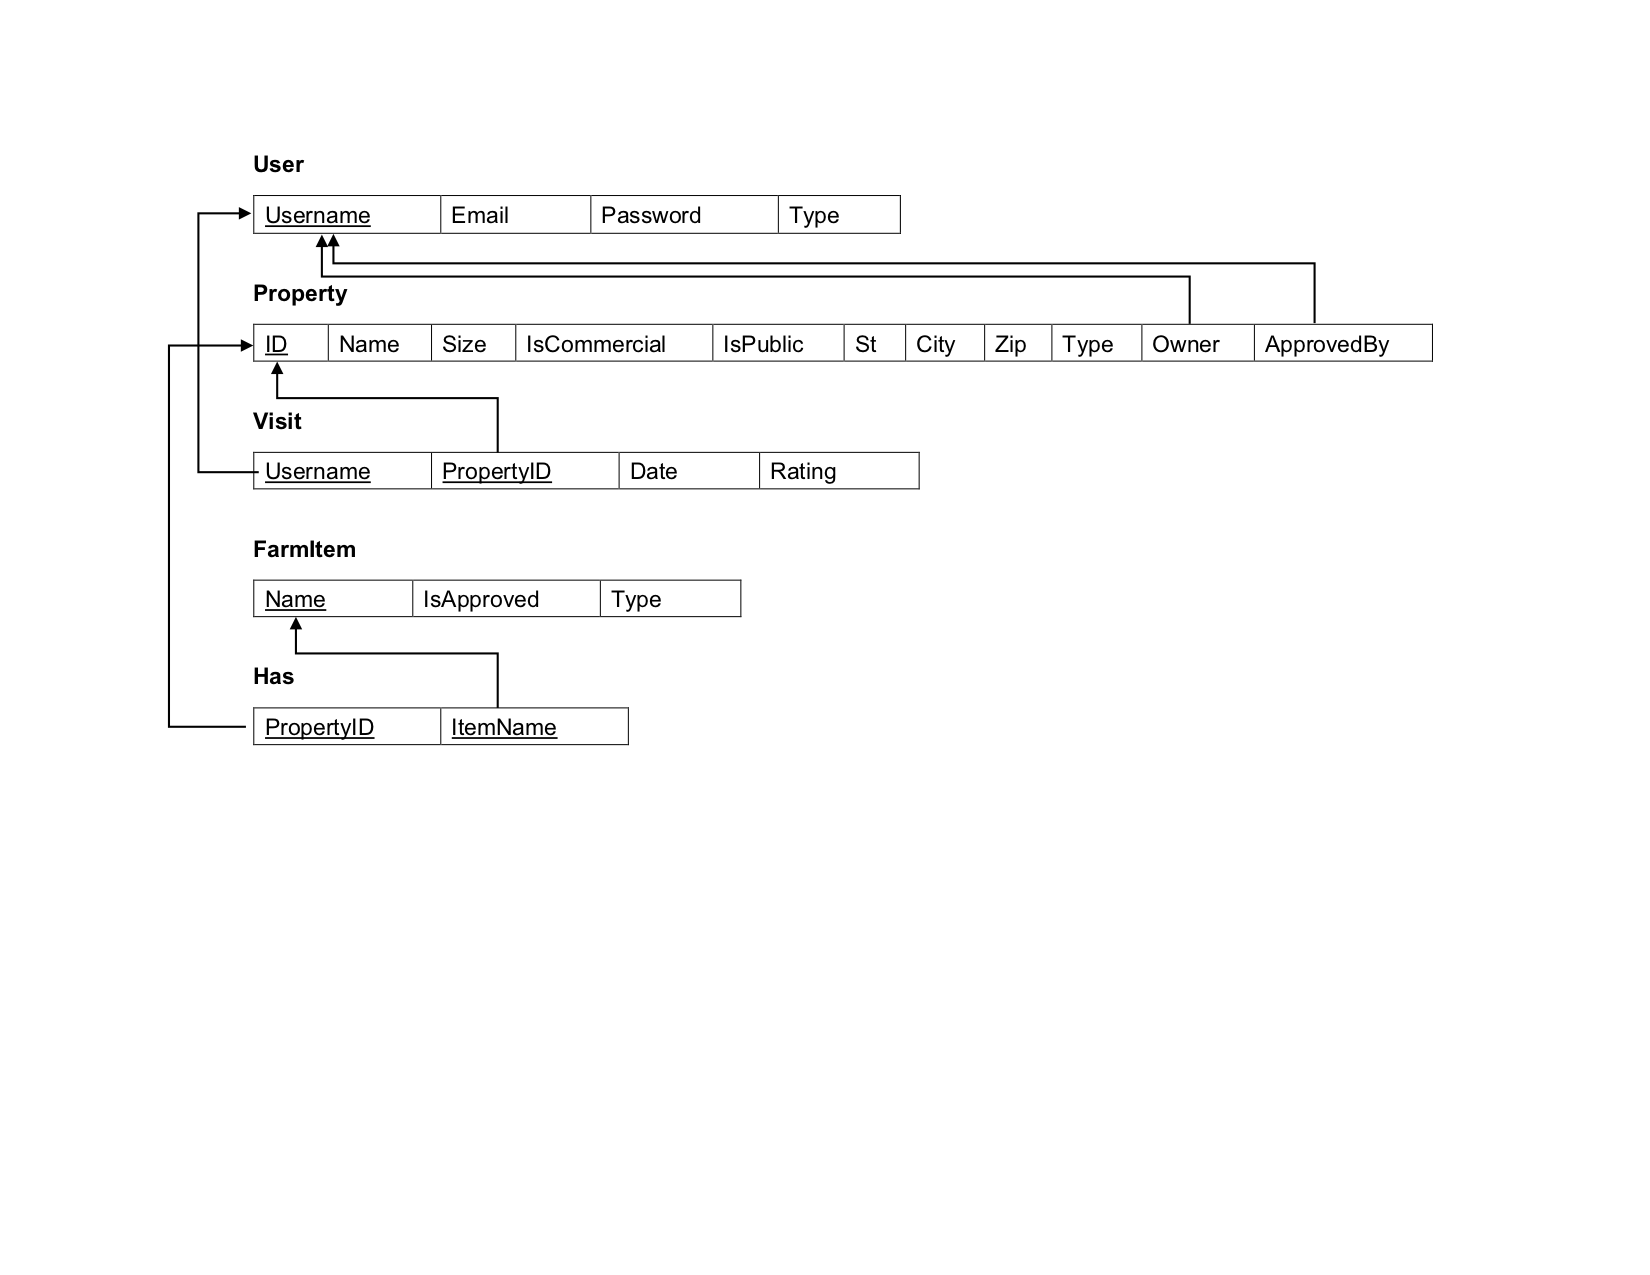 User
Username Email Password Type
Property
ID Name Size IsCommercial IsPublic St City Zip Type Owner ApprovedBy
Visit
Username PropertyID Date Rating
FarmItem
Name IsApproved Type
Has
PropertyID ItemName